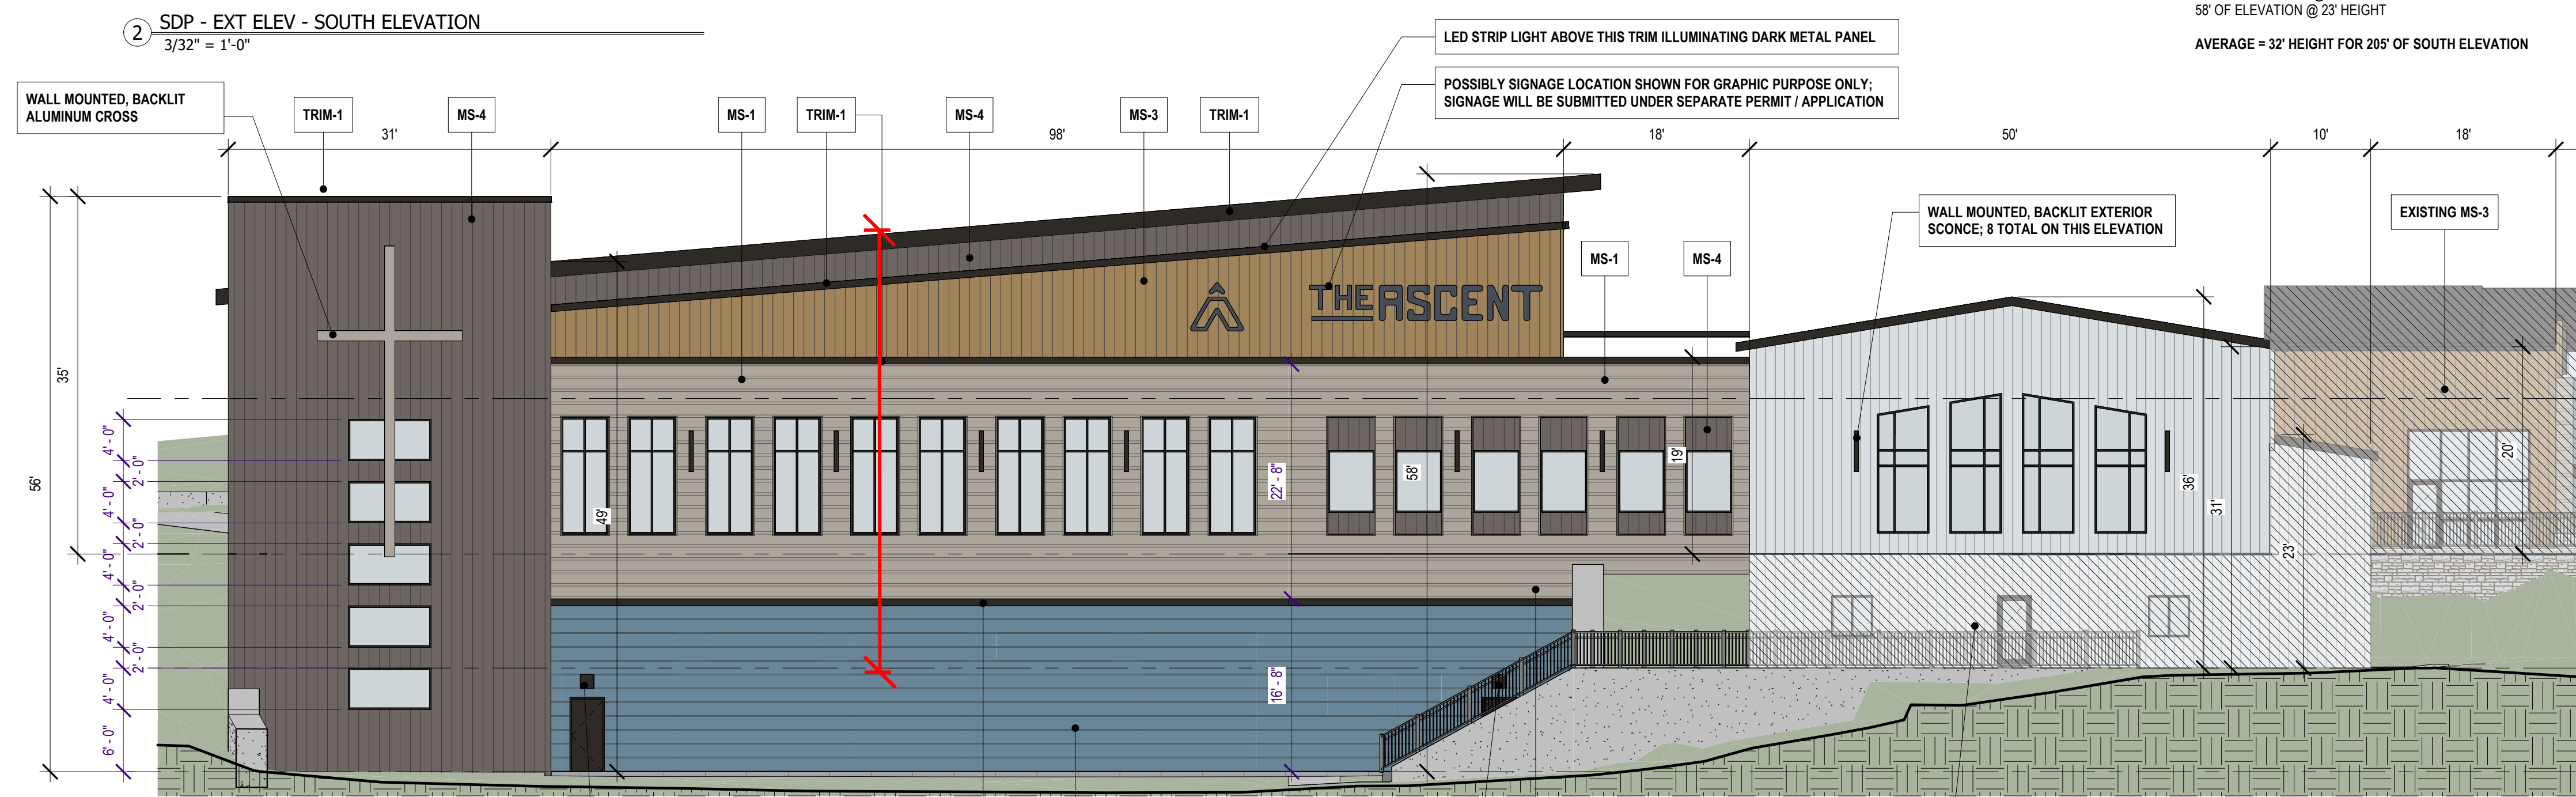 2
SDP - EXT ELEV - SOUTH ELEVATION
3/32" = 1'-0"
58' OF ELEVATION @ 23' HEIGHT
AVERAGE = 32' HEIGHT FOR 205' OF SOUTH ELEVATION
LED STRIP LIGHT ABOVE THIS TRIM ILLUMINATING DARK METAL PANEL
POSSIBLY SIGNAGE LOCATION SHOWN FOR GRAPHIC PURPOSE ONLY;
SIGNAGE WILL BE SUBMITTED UNDER SEPARATE PERMIT / APPLICATION
WALL MOUNTED, BACKLIT
ALUMINUM CROSS
TRIM-1
MS-4
MS-1
TRIM-1
MS-4
MS-3
TRIM-1
31'
98'
18'
50'
10'
18'
WALL MOUNTED, BACKLIT EXTERIOR
SCONCE; 8 TOTAL ON THIS ELEVATION
EXISTING MS-3
MS-1
MS-4
THE ASCENT
56'
35'
4' - 0"
2' - 0"
4' - 0"
2' - 0"
4' - 0"
2' - 0"
4' - 0"
2' - 0"
4' - 0"
6' - 0"
49'
22' - 8"
16' - 8"
58'
19'
36'
31'
23'
20'